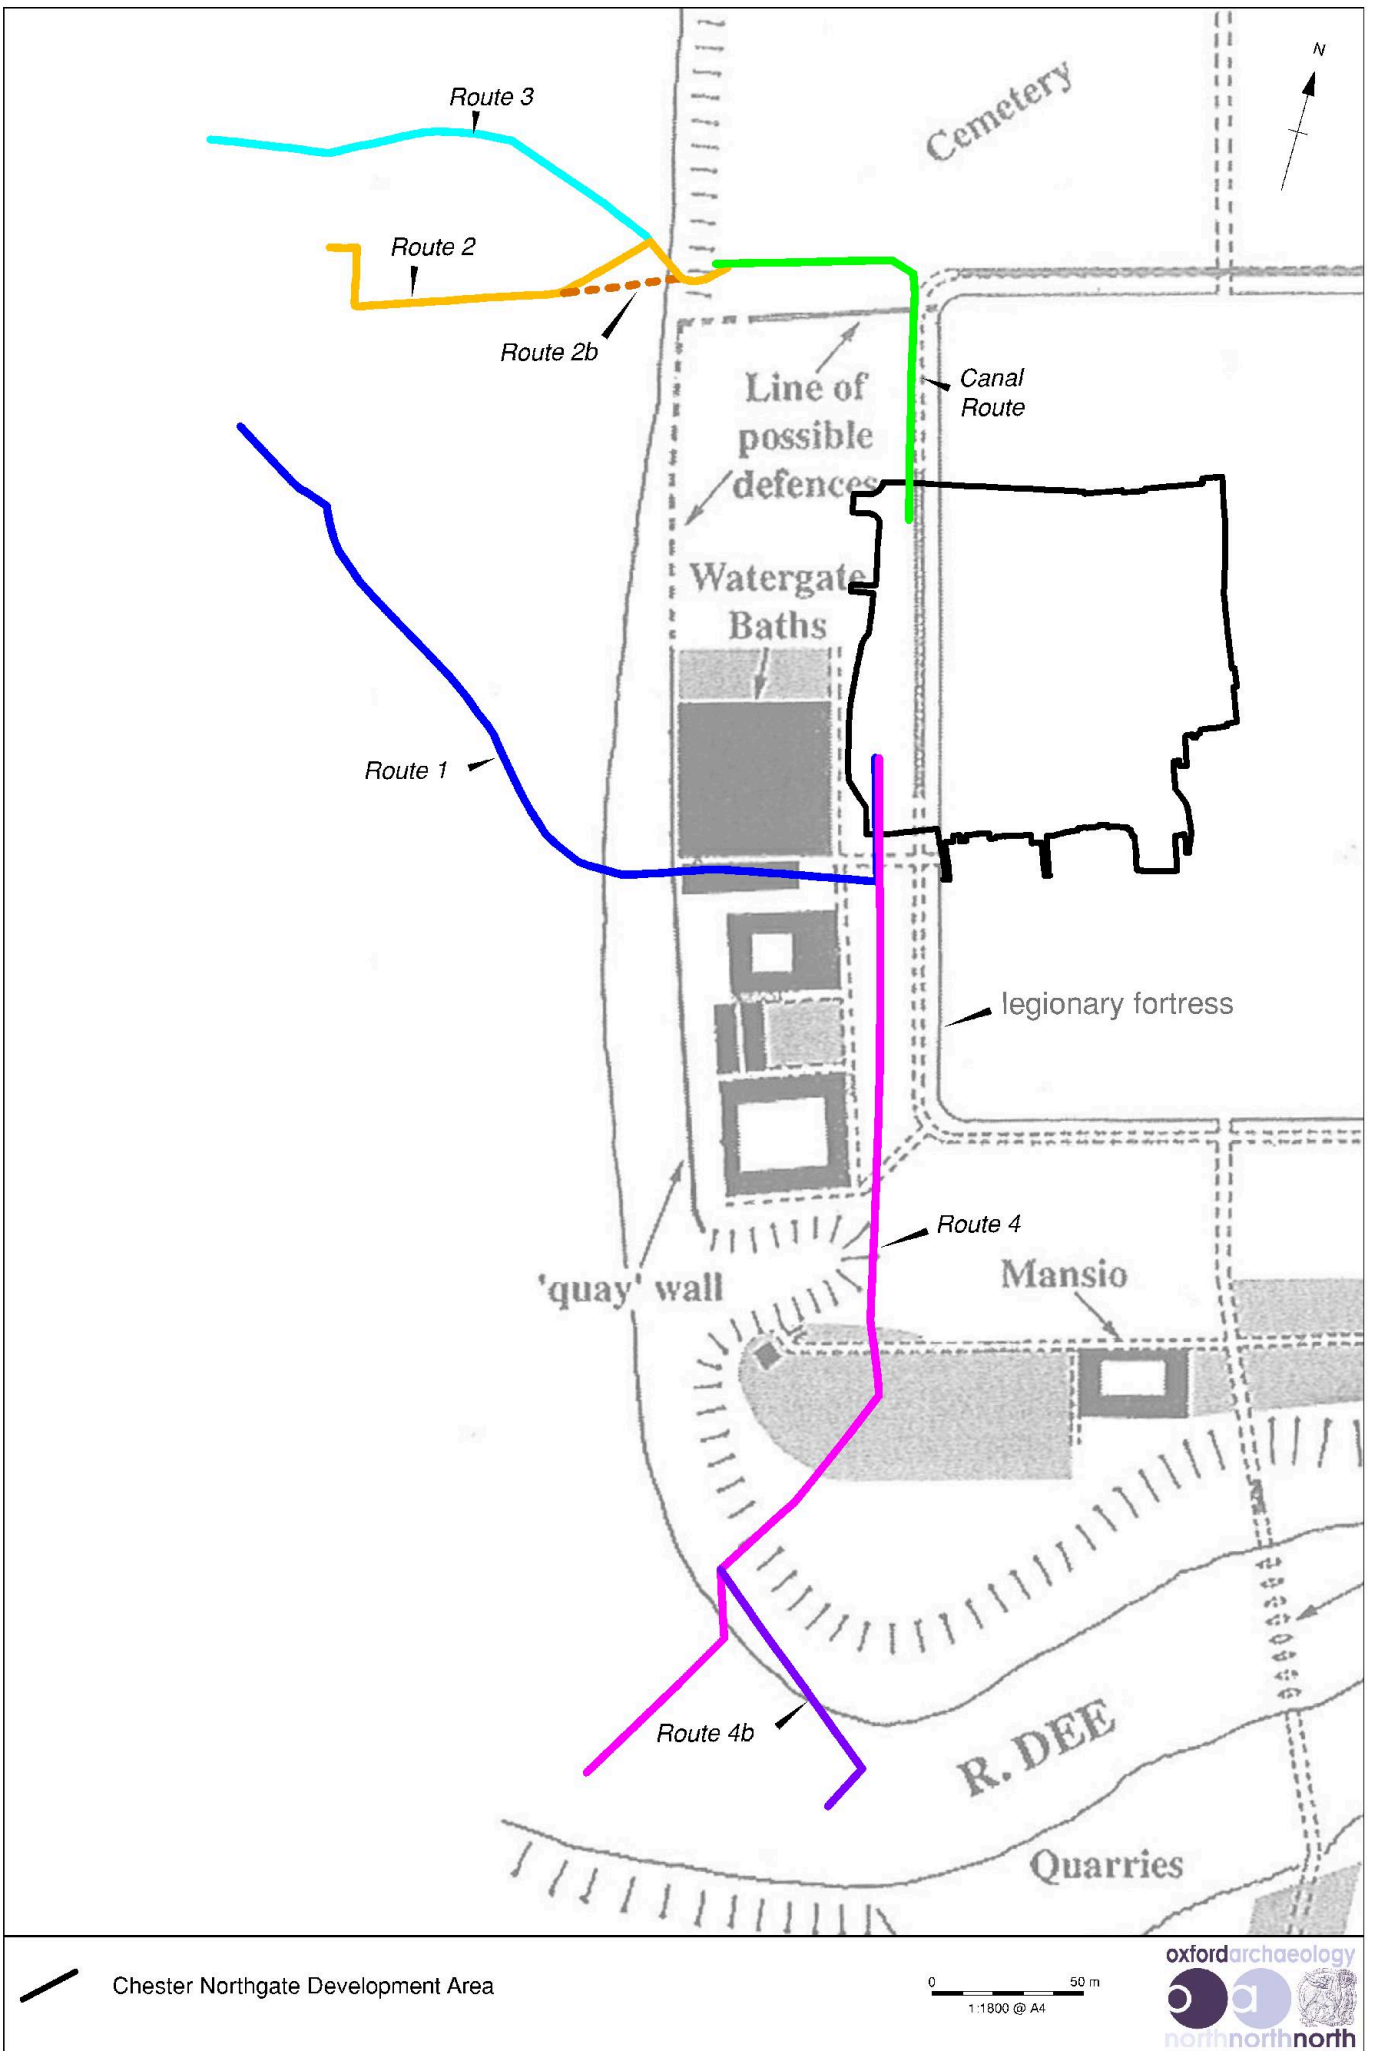 N
Cemetery
Route 3
Route 2
Route 2b
Line of
possible
defences
Canal
Route
Watergate
Baths
Route 1
legionary fortress
Route 4
'quay' wall
Mansio
Route 4b
R. DEE
Quarries
Chester Northgate Development Area
0 50 m
1:1800 @ A4
oxfordarchaeology
o a
northnorthnorth